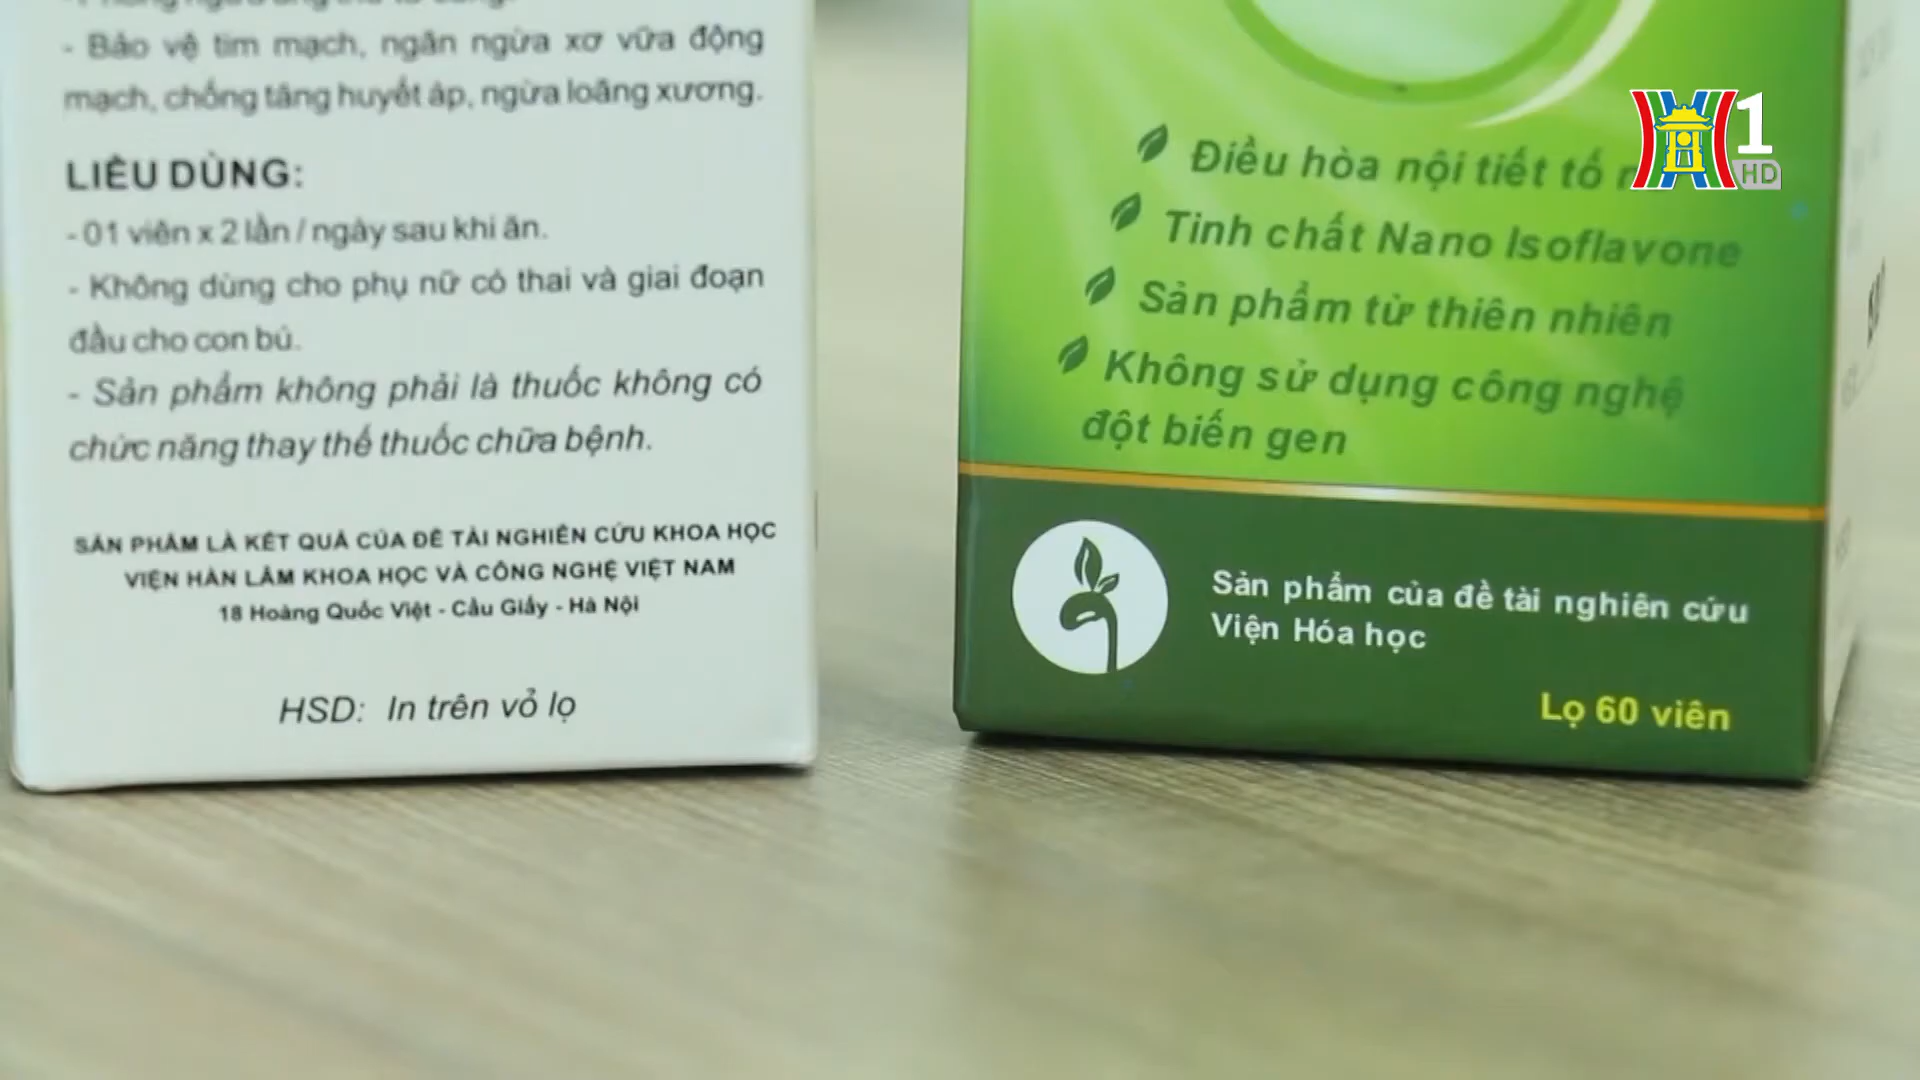 - Bảo vệ tim mạch, ngăn ngừa xơ vữa động
mạch, chống tăng huyết áp, ngừa loãng xương.
LIỀU DÙNG:
- 01 viên x 2 lần / ngày sau khi ăn.
- Không dùng cho phụ nữ có thai và giai đoạn
đầu cho con bú.
- Sản phẩm không phải là thuốc không có
chức năng thay thế thuốc chữa bệnh.
SẢN PHẨM LÀ KẾT QUẢ CỦA ĐỀ TÀI NGHIÊN CỨU KHOA HỌC
VIỆN HÀN LÂM KHOA HỌC VÀ CÔNG NGHỆ VIỆT NAM
18 Hoàng Quốc Việt - Cầu Giấy - Hà Nội
HSD: In trên vỏ lọ
Điều hòa nội tiết tố
Tinh chất Nano Isoflavone
Sản phẩm từ thiên nhiên
Không sử dụng công nghệ
đột biến gen
Sản phẩm của đề tài nghiên cứu
Viện Hóa học
Lọ 60 viên
H1
HD